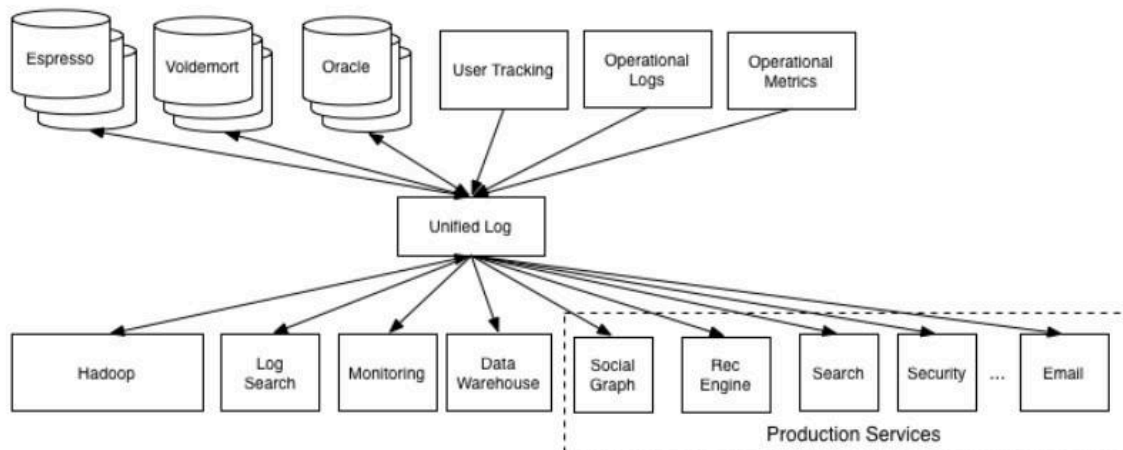 Espresso
Voldemort
Oracle
User Tracking
Operational
Logs
Operational
Metrics
Unified Log
Hadoop
Log
Search
Monitoring
Data
Warehouse
Social
Graph
Rec
Engine
Search
Security
...
Email
Production Services